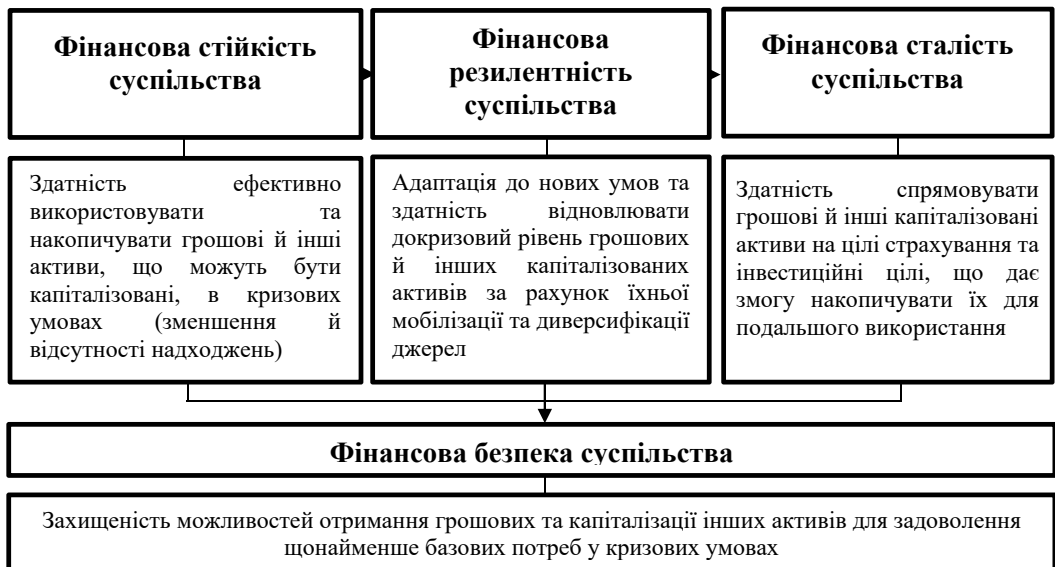 Фінансова стійкість
суспільства
Фінансова
резилентність
суспільства
Фінансова сталість
суспільства
Здатність ефективно
використовувати та
накопичувати грошові й інші
активи, що можуть бути
капіталізовані, в кризових
умовах (зменшення й
відсутності надходжень)
Адаптація до нових умов та
здатність відновлювати
докризовий рівень грошових
й інших капіталізованих
активів за рахунок їхньої
мобілізації та диверсифікації
джерел
Здатність спрямовувати
грошові й інші капіталізовані
активи на цілі страхування та
інвестиційні цілі, що дає
змогу накопичувати їх для
подальшого використання
Фінансова безпека суспільства
Захищеність можливостей отримання грошових та капіталізації інших активів для задоволення
щонайменше базових потреб у кризових умовах